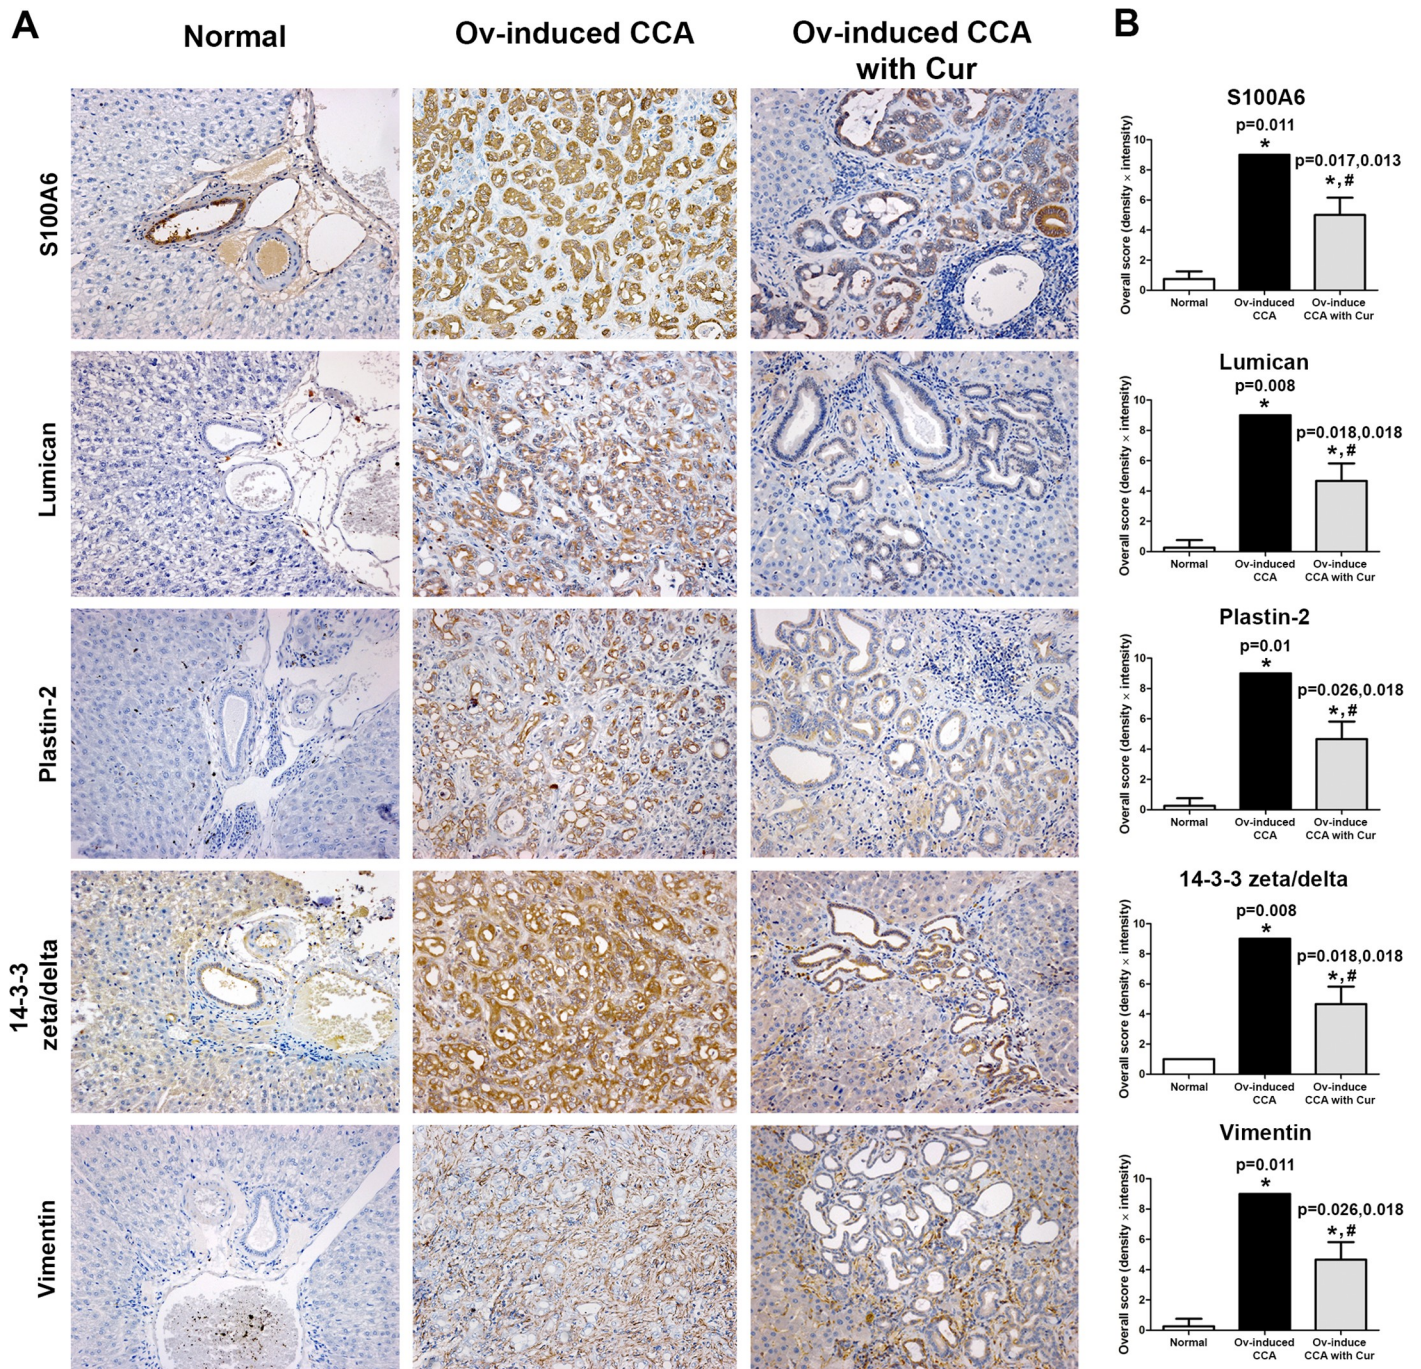 A
Normal
Ov-induced CCA
Ov-induced CCA
with Cur
S100A6
Lumican
Plastin-2
14-3-3
zeta/delta
Vimentin
B
S100A6
p=0.011
*
p=0.017,0.013
*,#
Overall score (density × intensity)
10
8
6
4
2
0
Normal
Ov-induced
CCA
Ov-induce
CCA with Cur
Lumican
p=0.008
*
p=0.018,0.018
*,#
Overall score (density × intensity)
10
8
6
4
2
0
Normal
Ov-induced
CCA
Ov-induce
CCA with Cur
Plastin-2
p=0.01
*
p=0.026,0.018
*,#
Overall score (density × intensity)
10
8
6
4
2
0
Normal
Ov-induced
CCA
Ov-induce
CCA with Cur
14-3-3 zeta/delta
p=0.008
*
p=0.018,0.018
*,#
Overall score (density × intensity)
10
8
6
4
2
0
Normal
Ov-induced
CCA
Ov-induce
CCA with Cur
Vimentin
p=0.011
*
p=0.026,0.018
*,#
Overall score (density × intensity)
10
8
6
4
2
0
Normal
Ov-induced
CCA
Ov-induce
CCA with Cur